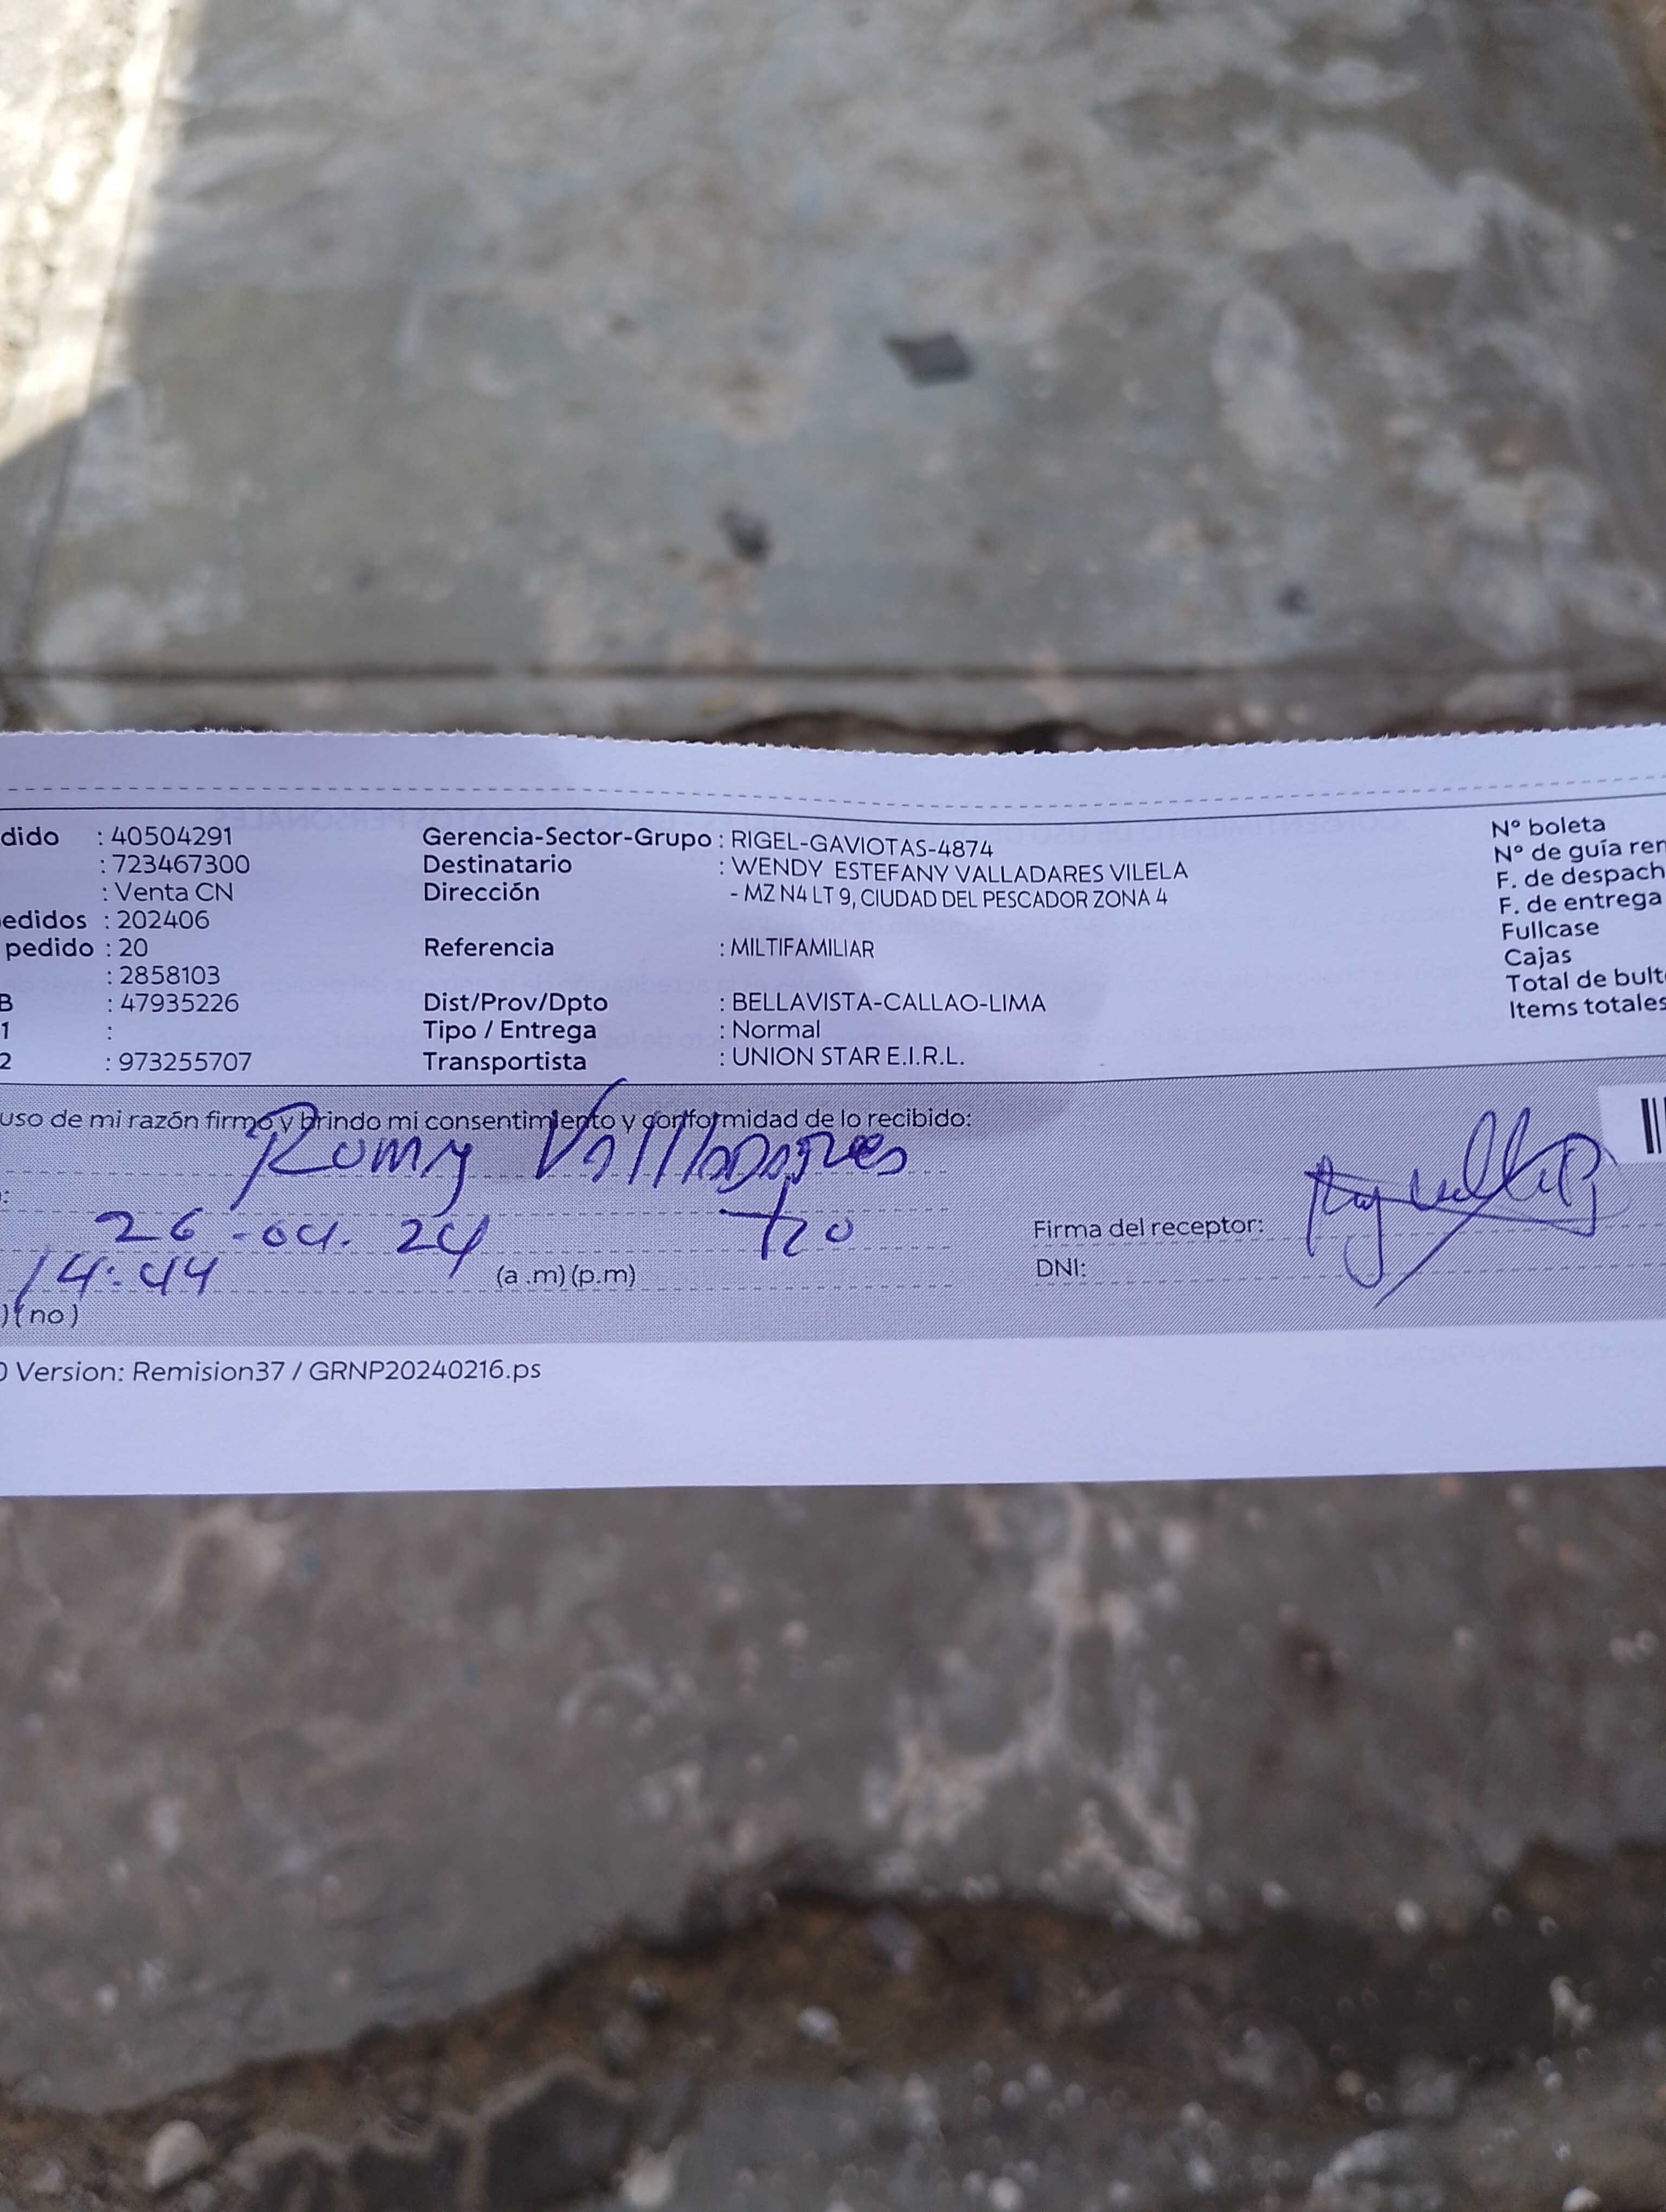 dido : 40504291 Gerencia-Sector-Grupo : RIGEL-GAVIOTAS-4874 N° boleta
: 723467300 Destinatario : WENDY ESTEFANY VALLADARES VILELA N° de guía rem
: Venta CN Dirección - MZ N4 LT 9, CIUDAD DEL PESCADOR ZONA 4 F. de despach
edidos : 202406 F. de entrega
pedido : 20 Referencia : MILTIFAMILIAR Fullcase
: 2858103 Cajas
B : 47935226 Dist/Prov/Dpto : BELLAVISTA-CALLAO-LIMA Total de bult
1 : Tipo / Entrega : Normal Items totales
2 : 973255707 Transportista : UNION STAR E.I.R.L.
uso de mi razón firmo y brindo mi consentimiento y conformidad de lo recibido:
Romy Valladares
:
26-04. 24 tio Firma del receptor:
14:44 (a .m) (p.m) DNI:
) (no)
0 Version: Remision37 / GRNP20240216.ps